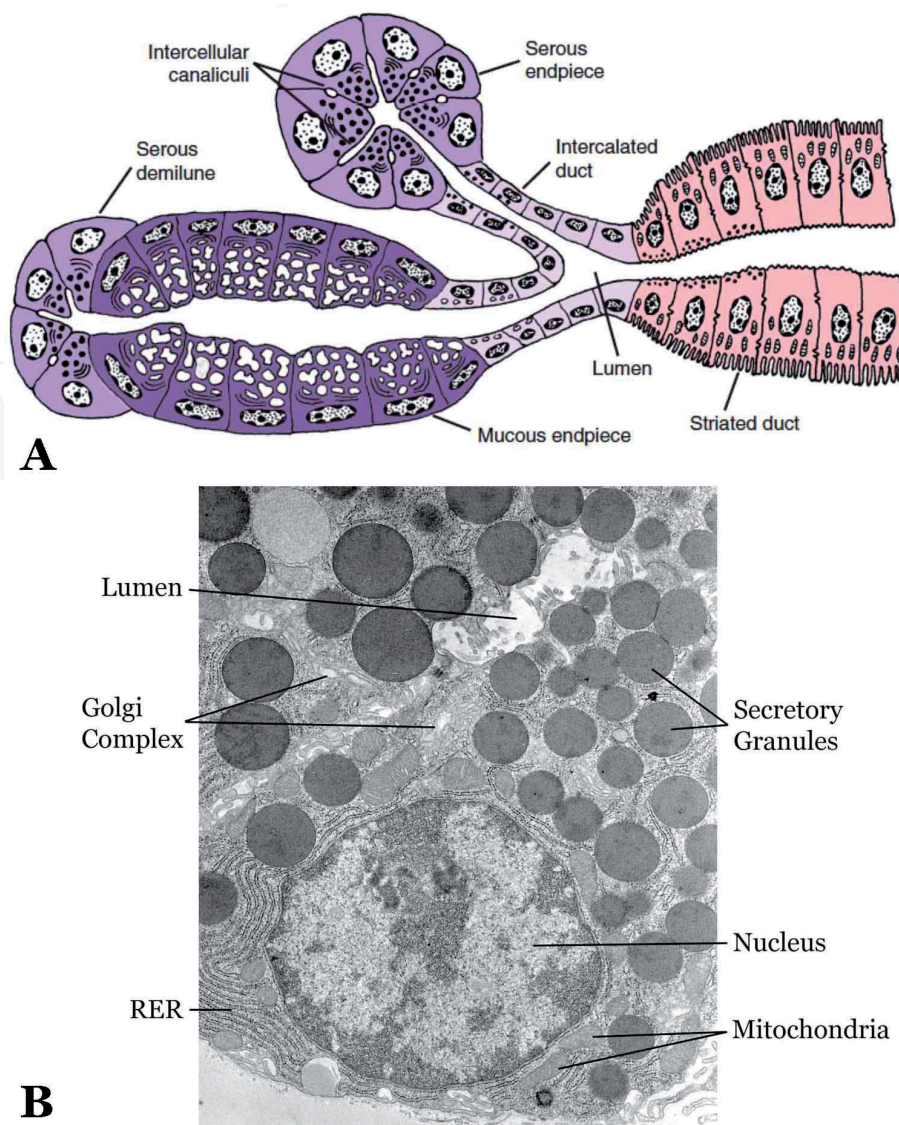 Intercellular
canaliculi
Serous
endpiece
Serous
demilune
Intercalated
duct
Lumen
Striated duct
Mucous endpiece
A
Lumen
Golgi
Complex
Secretory
Granules
Nucleus
RER
Mitochondria
B